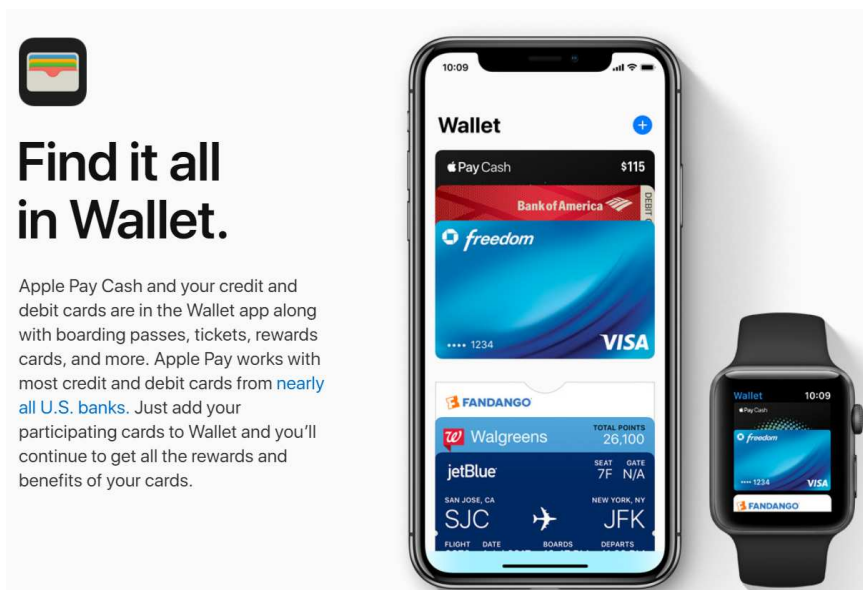 Find it all
in Wallet.
Apple Pay Cash and your credit and
debit cards are in the Wallet app along
with boarding passes, tickets, rewards
cards, and more. Apple Pay works with
most credit and debit cards from nearly
all U.S. banks. Just add your
participating cards to Wallet and you’ll
continue to get all the rewards and
benefits of your cards.
10:09
Wallet
Pay Cash $115
Bank of America
DEBIT
freedom
•••• 1234 VISA
FANDANGO
Walgreens
TOTAL POINTS
26,100
jetBlue
SEAT GATE
7F N/A
SAN JOSE, CA NEW YORK, NY
SJC JFK
FLIGHT DATE BOARDS DEPARTS
Wallet 10:09
Pay Cash
freedom
•••• 1234 VISA
FANDANGO